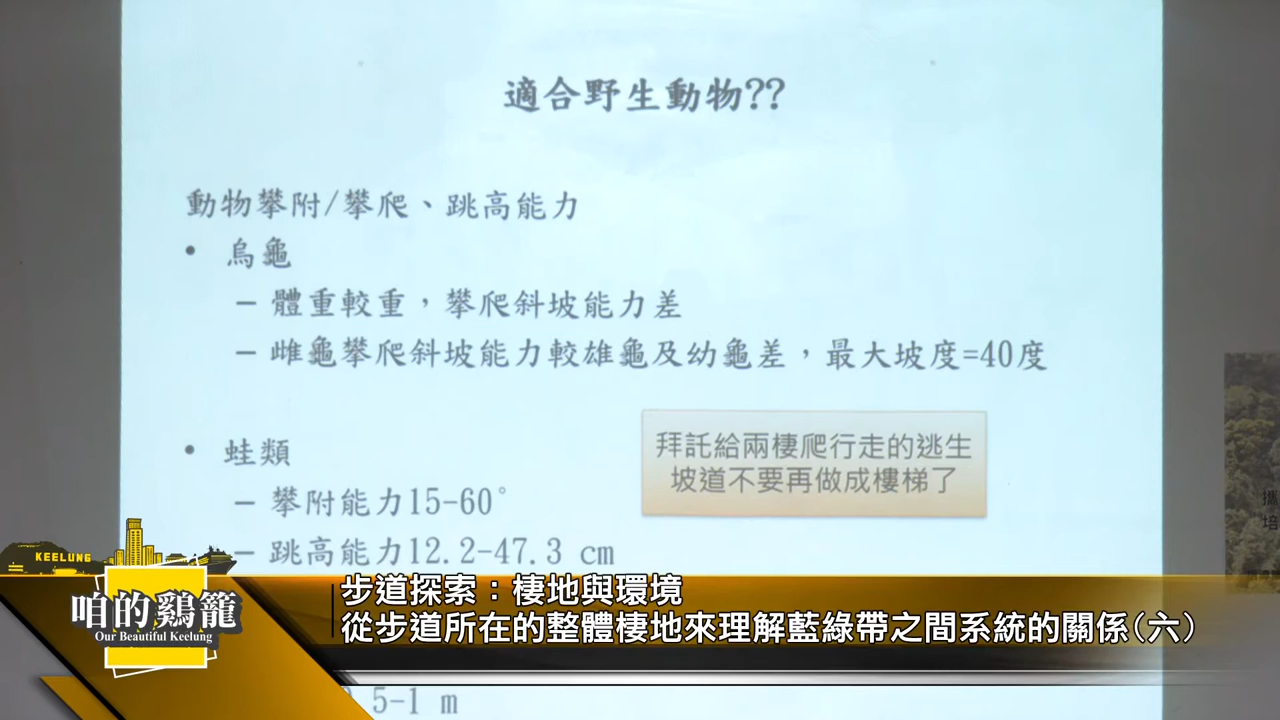 適合野生動物??
動物攀附/攀爬、跳高能力
• 烏龜
– 體重較重，攀爬斜坡能力差
– 雌龜攀爬斜坡能力較雄龜及幼龜差，最大坡度=40度
• 蛙類
– 攀附能力15-60°
– 跳高能力12.2-47.3 cm
拜託給兩棲爬行走的逃生
坡道不要再做成樓梯了
攜
培
KEELUNG
咱的鷄籠
Our Beautiful Keelung
步道探索：棲地與環境
從步道所在的整體棲地來理解藍綠帶之間系統的關係(六)
5-1 m